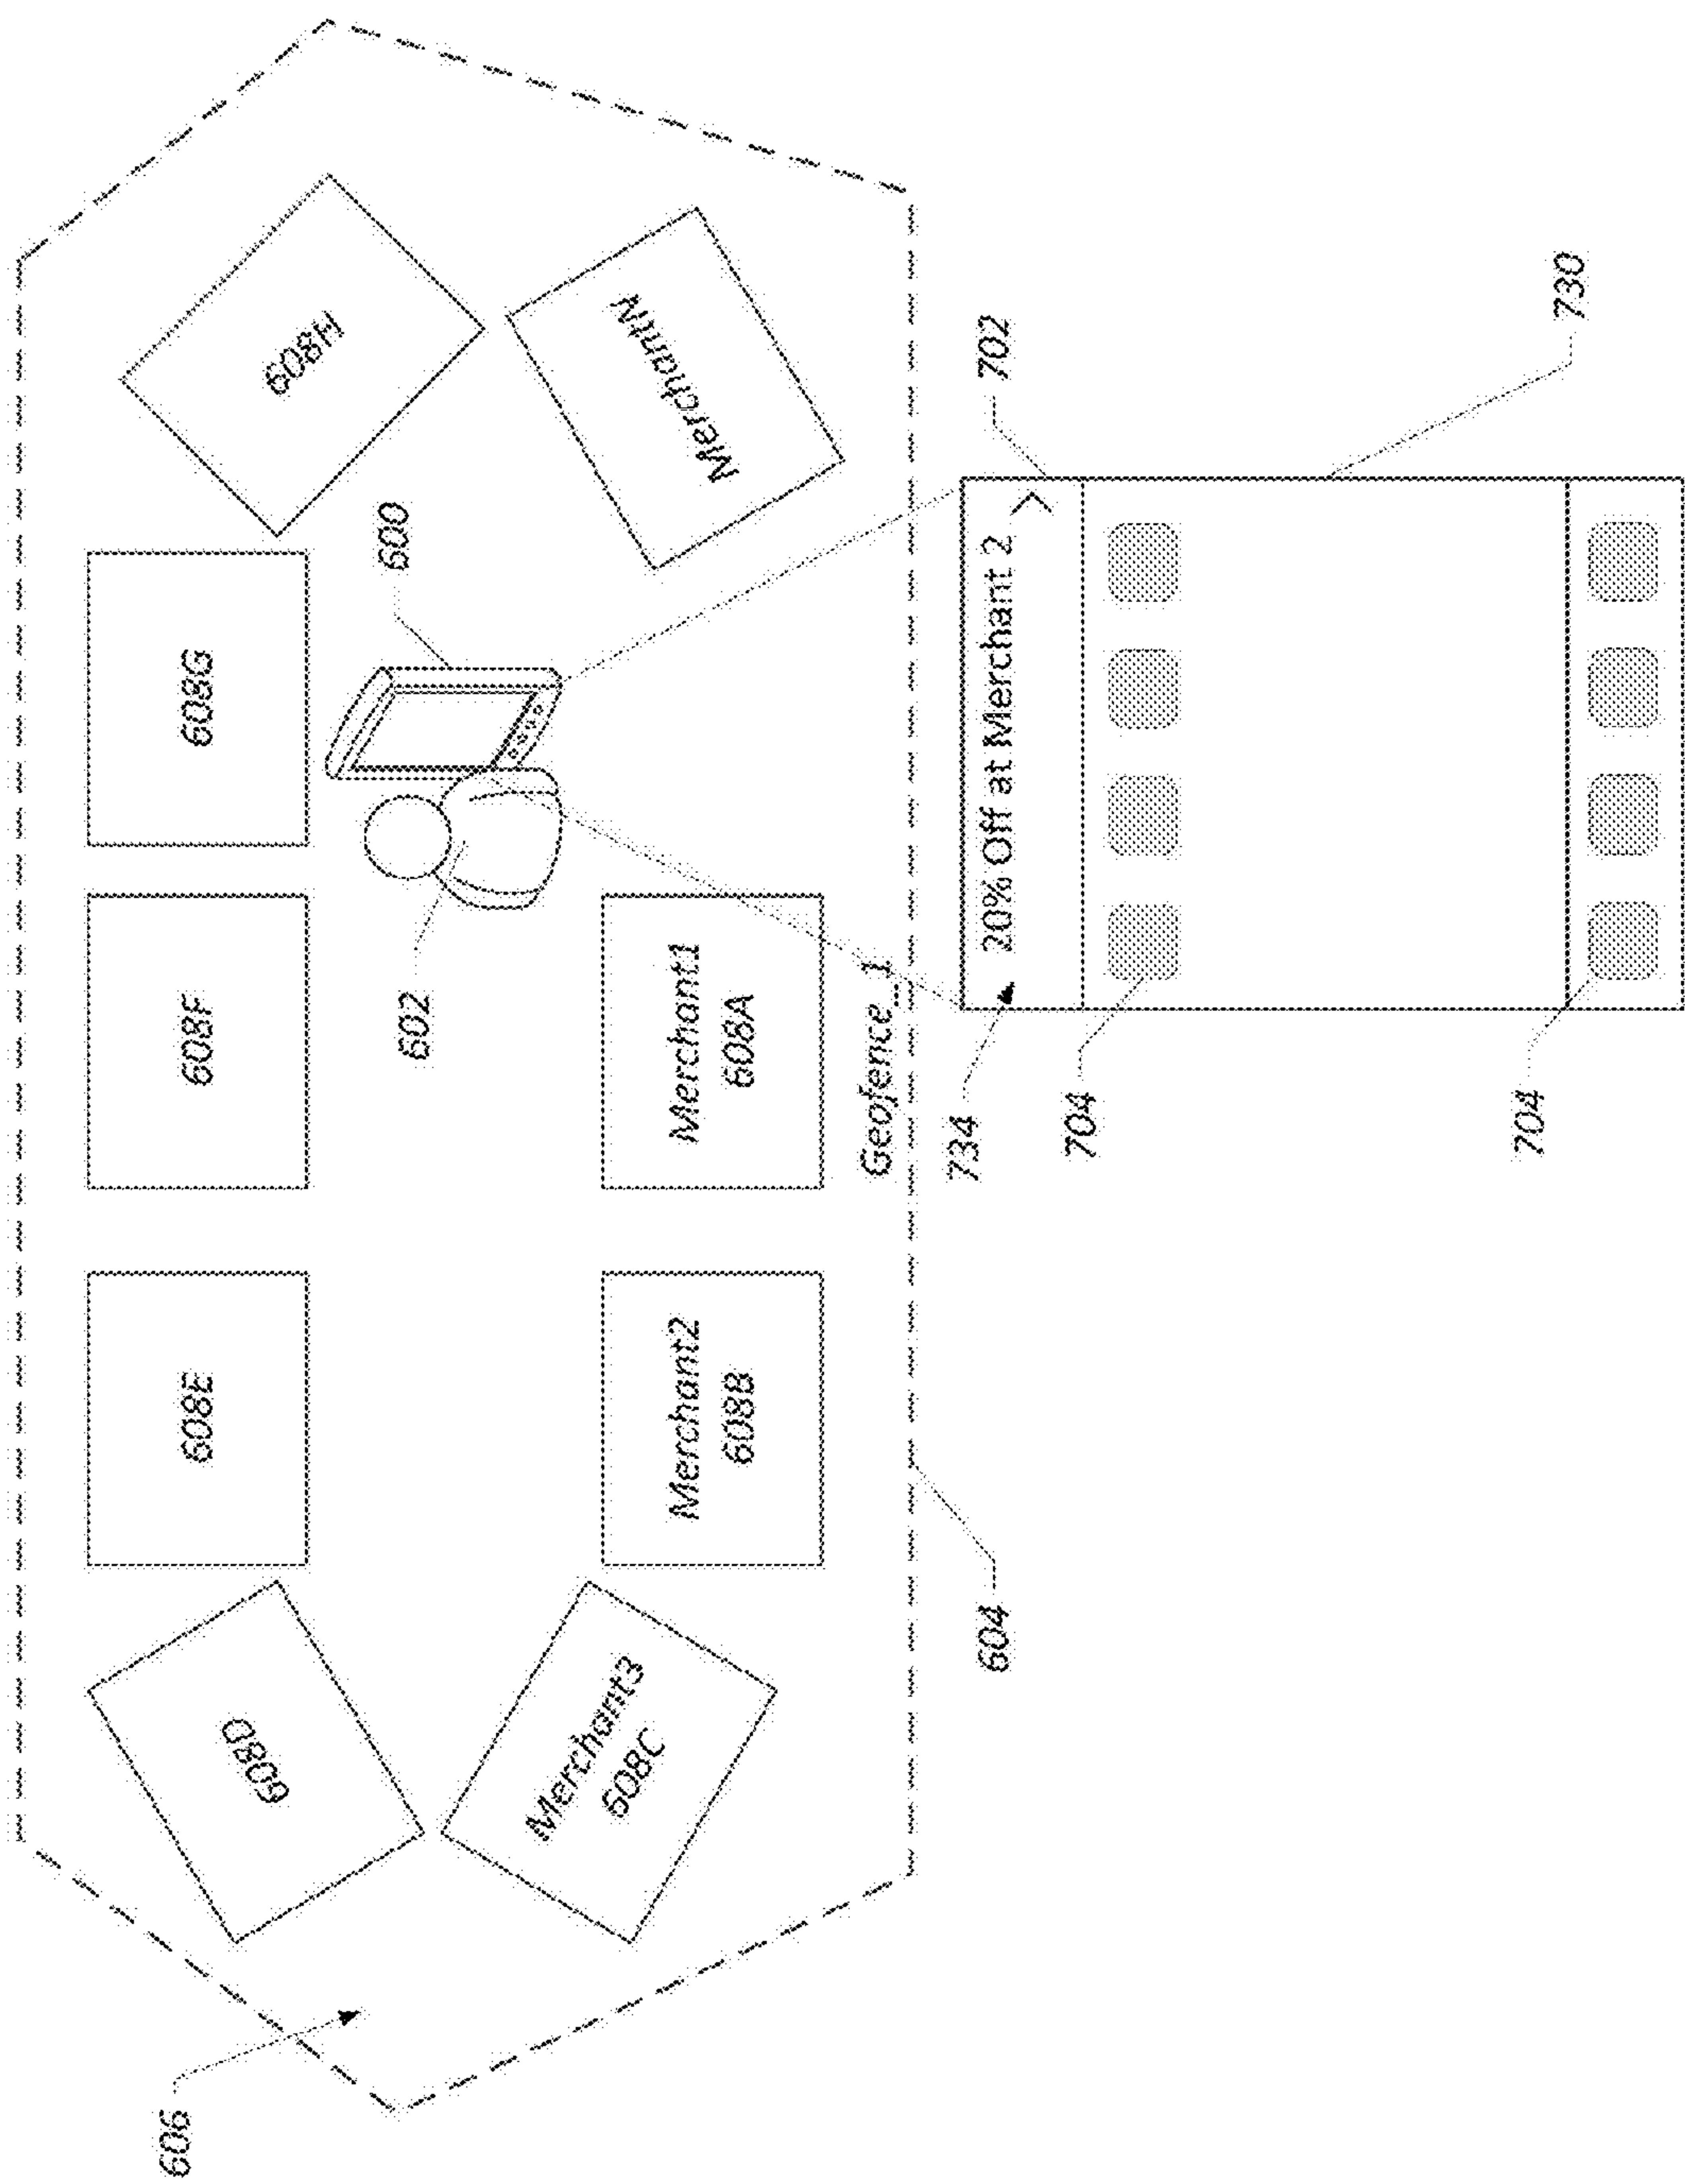 606
608D
608E
608F
608G
608H
600
602
Merchant3
608C
Merchant2
608B
Merchant1
608A
MerchantN
Geofence_1
604
734
20% Off at Merchant 2 >
702
704
704
730